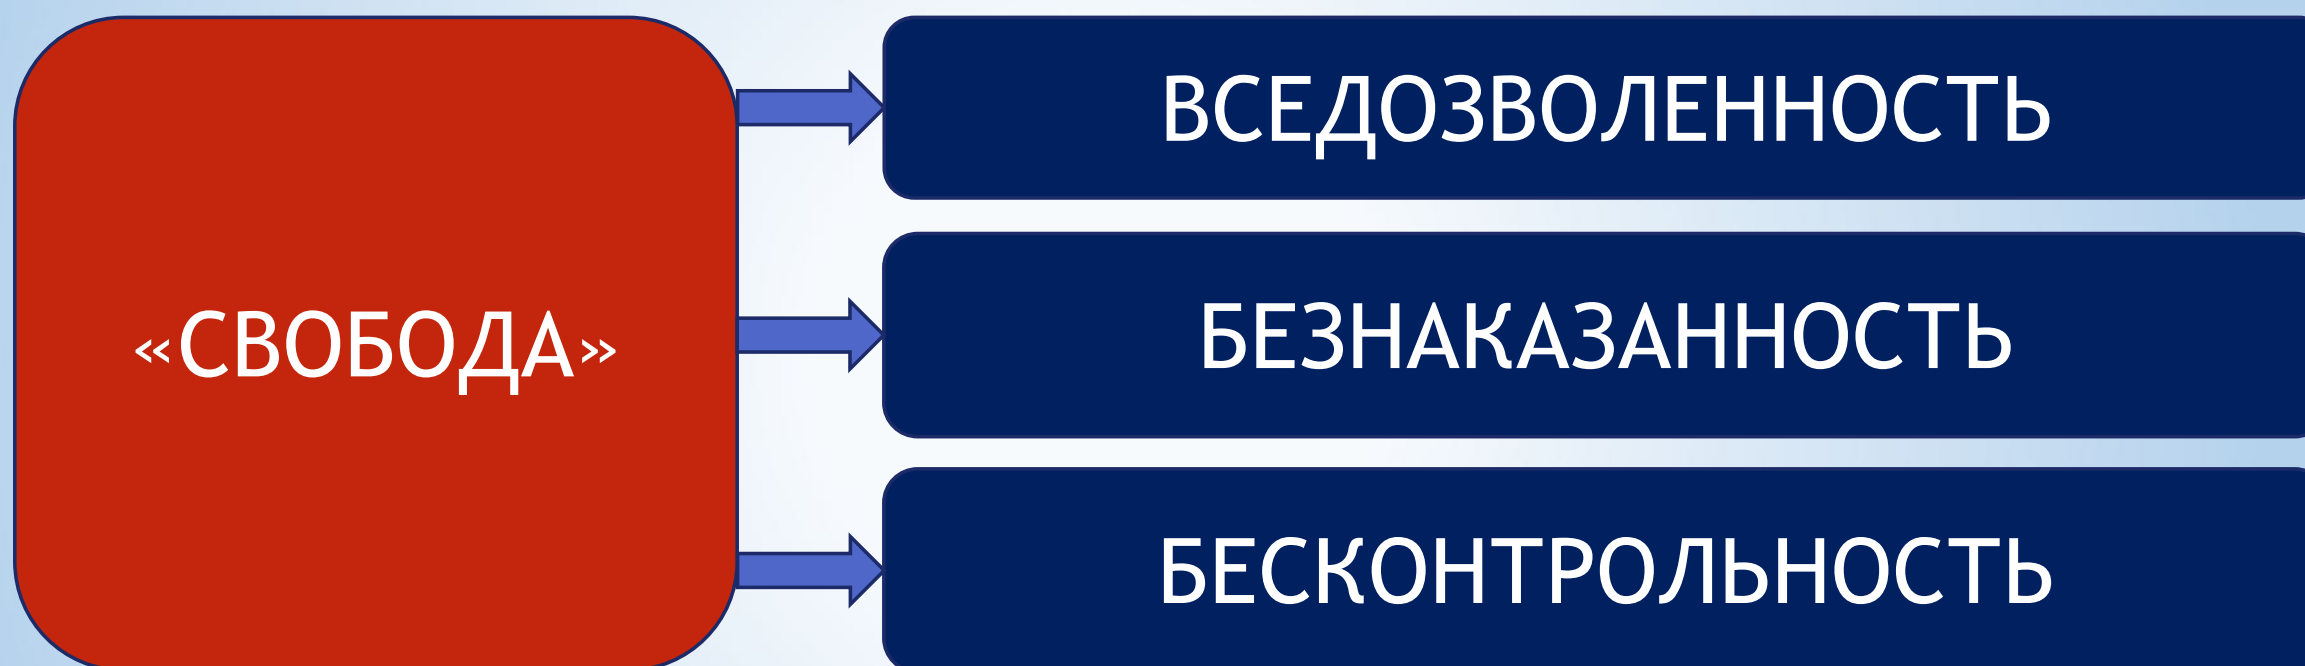 «СВОБОДА»
ВСЕДОЗВОЛЕННОСТЬ
БЕЗНАКАЗАННОСТЬ
БЕСКОНТРОЛЬНОСТЬ